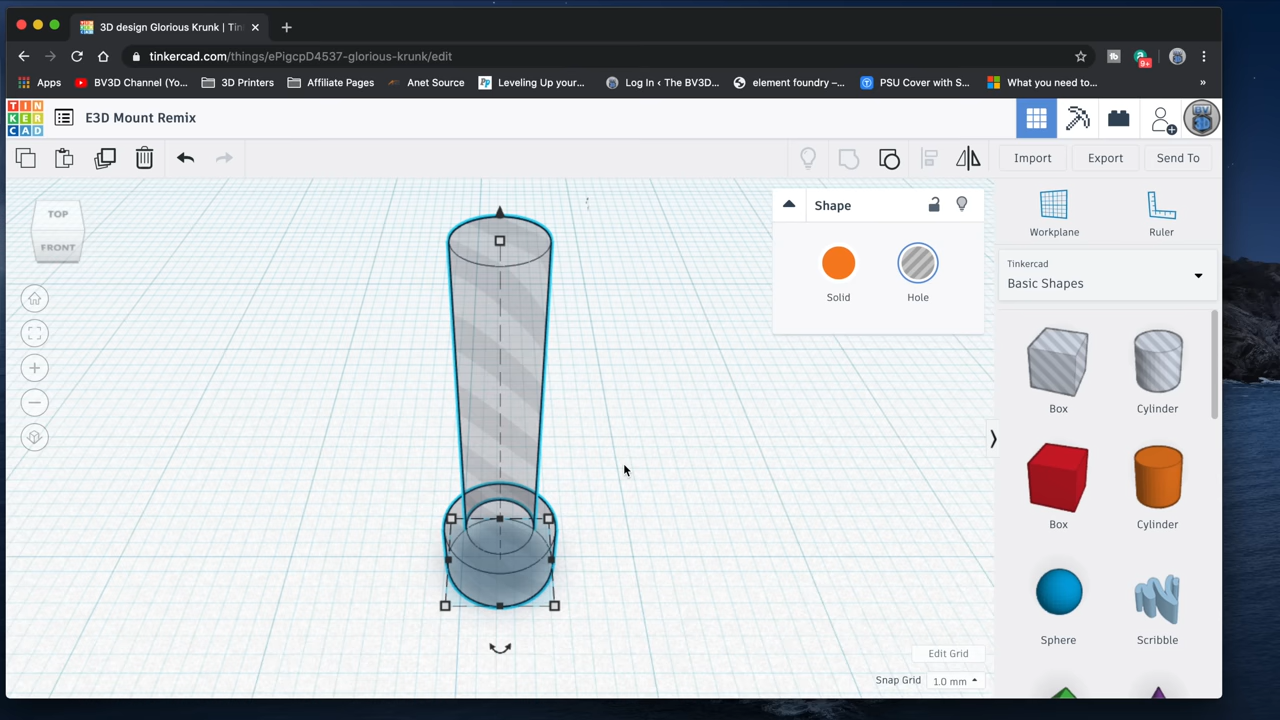 3D design Glorious Krunk | Tin
tinkercad.com/things/ePigcpD4537-glorious-krunk/edit
9+
Apps
BV3D Channel (Yo...
3D Printers
Affiliate Pages
Anet Source
Leveling Up your...
Log In ‹ The BV3D...
element foundry –...
PSU Cover with S...
What you need to...
»
TIN
KER
CAD
E3D Mount Remix
Import
Export
Send To
TOP
FRONT
Shape
Solid
Hole
Workplane
Ruler
Tinkercad
Basic Shapes
Box
Cylinder
Box
Cylinder
Sphere
Scribble
Edit Grid
Snap Grid
1.0 mm